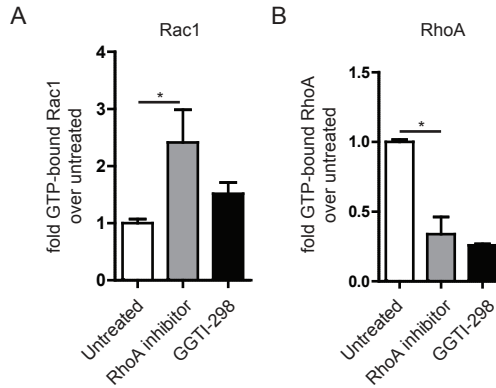 A
Rac1
fold GTP-bound Rac1
over untreated
4
3
2
1
0
*
Untreated
RhoA inhibitor
GGTI-298
B
RhoA
fold GTP-bound RhoA
over untreated
1.5
1.0
0.5
0.0
*
Untreated
RhoA inhibitor
GGTI-298